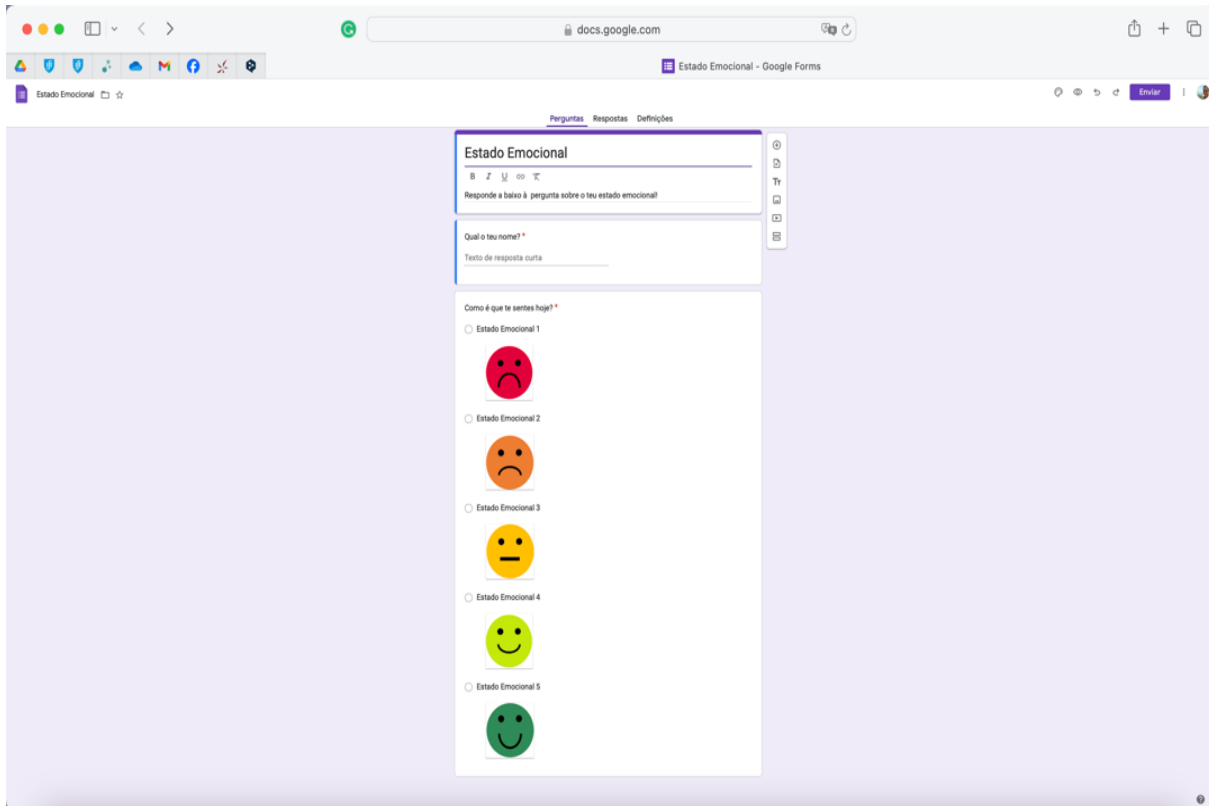 docs.google.com
Estado Emocional - Google Forms
Estado Emocional
Enviar
Perguntas Respostas Definições
Estado Emocional
B I U
Responde a baixo à pergunta sobre o teu estado emocional!
Tт
Qual o teu nome? *
Texto de resposta curta
Como é que te sentes hoje? *
Estado Emocional 1
Estado Emocional 2
Estado Emocional 3
Estado Emocional 4
Estado Emocional 5